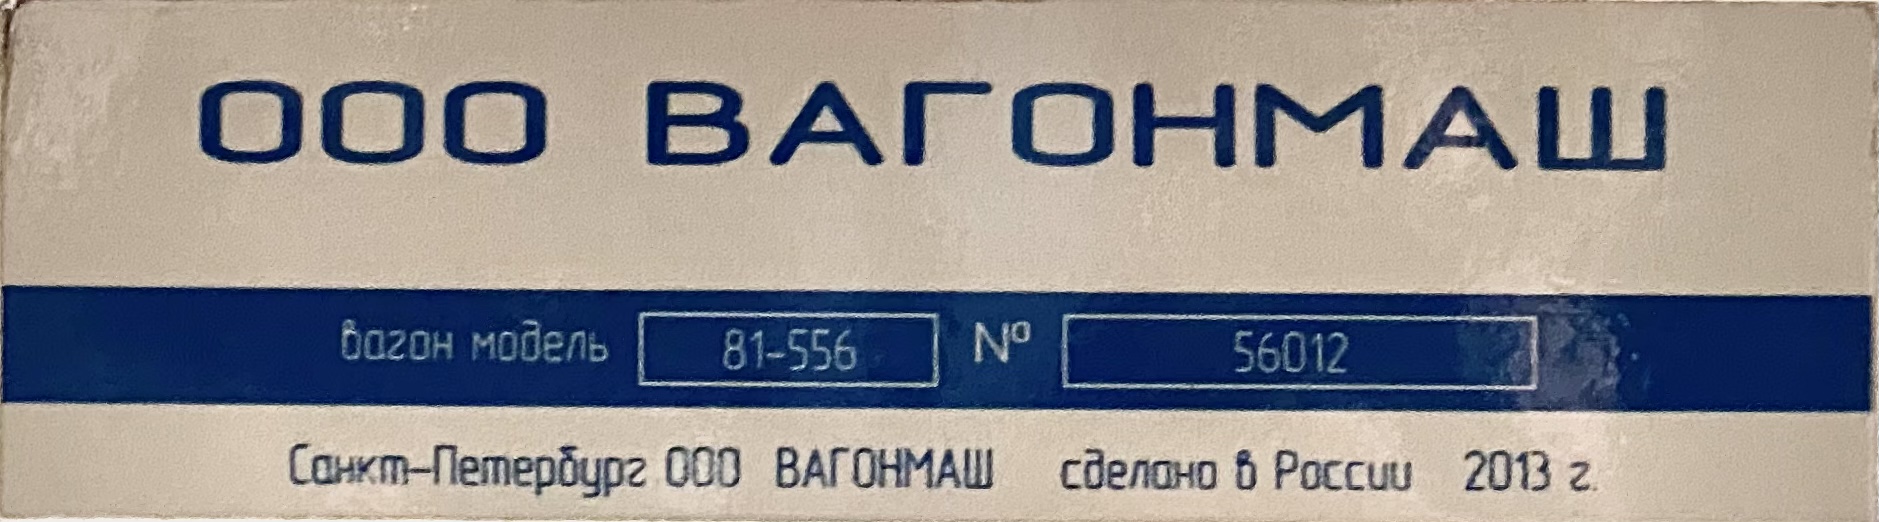 ООО ВАГОНМАШ
вагон модель 81-556 № 56012
Санкт-Петербург ООО ВАГОНМАШ сделано в России 2013 г.